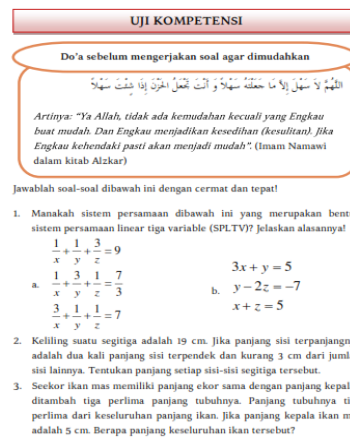 UJI KOMPETENSI
Do'a sebelum mengerjakan soal agar dimudahkan
اللَّهُمَّ لاَ سَهْلَ إِلاَّ مَا جَعَلْتَهُ سَهْلاً وَ أَنْتَ تَجْعَلُ الْحَزْنَ إِذَا شِئْتَ سَهْلاً
Artinya: “Ya Allah, tidak ada kemudahan kecuali yang Engkau
buat mudah. Dan Engkau menjadikan kesedihan (kesulitan). Jika
Engkau kehendaki pasti akan menjadi mudah”. (Imam Namawi
dalam kitab Alzkar)
Jawablah soal-soal dibawah ini dengan cermat dan tepat!
1. Manakah sistem persamaan dibawah ini yang merupakan bent
sistem persamaan linear tiga variable (SPLTV)? Jelaskan alasannya!
a.
1/x + 1/y + 3/z = 9
1/x + 3/y + 1/z = 7/3
3/x + 1/y + 1/z = 7
b.
3x + y = 5
y − 2z = −7
x + z = 5
2. Keliling suatu segitiga adalah 19 cm. Jika panjang sisi terpanjangn
adalah dua kali panjang sisi terpendek dan kurang 3 cm dari juml
sisi lainnya. Tentukan panjang setiap sisi-sisi segitiga tersebut.
3. Seekor ikan mas memiliki panjang ekor sama dengan panjang kepal
ditambah tiga perlima panjang tubuhnya. Panjang tubuhnya ti
perlima dari keseluruhan panjang ikan. Jika panjang kepala ikan m
adalah 5 cm. Berapa panjang keseluruhan ikan tersebut?